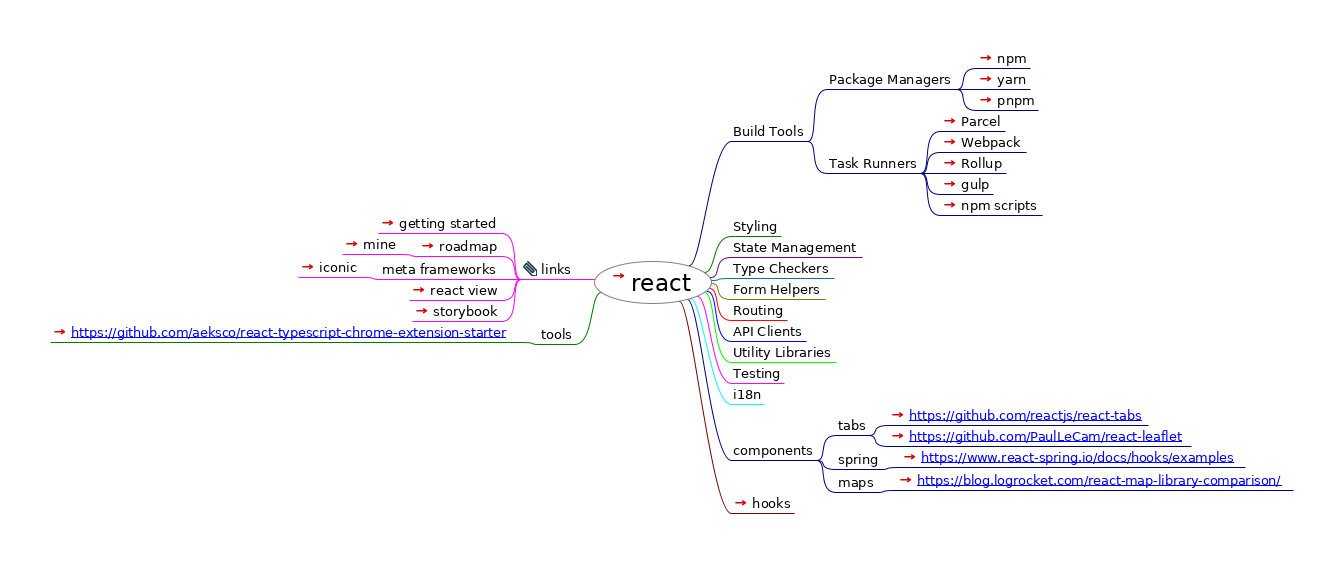 react
Build Tools
Package Managers
npm
yarn
pnpm
Task Runners
Parcel
Webpack
Rollup
gulp
npm scripts
Styling
State Management
Type Checkers
Form Helpers
Routing
API Clients
Utility Libraries
Testing
i18n
components
tabs
https://github.com/reactjs/react-tabs
https://github.com/PaulLeCam/react-leaflet
spring
https://www.react-spring.io/docs/hooks/examples
maps
https://blog.logrocket.com/react-map-library-comparison/
hooks
links
getting started
roadmap
mine
meta frameworks
iconic
react view
storybook
tools
https://github.com/aeksco/react-typescript-chrome-extension-starter